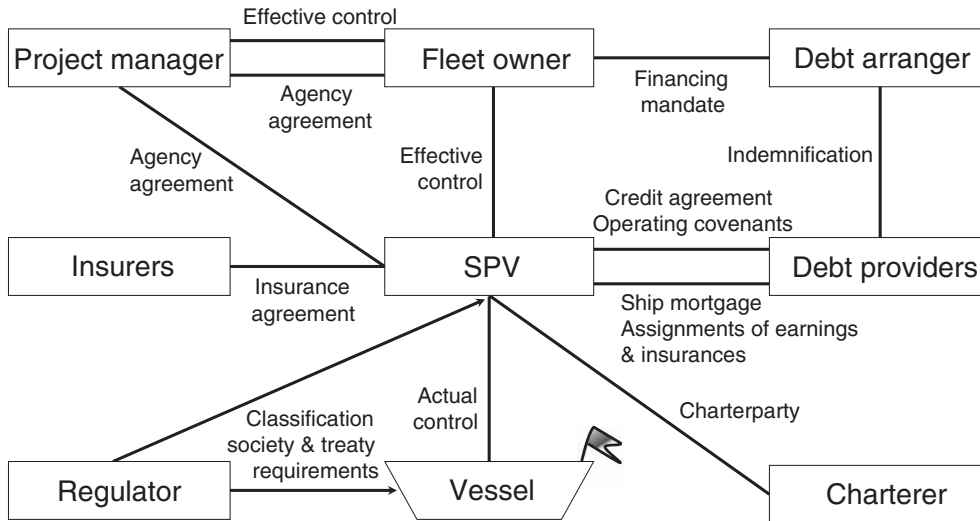 Effective control
Project manager
Fleet owner
Debt arranger
Agency
agreement
Financing
mandate
Agency
agreement
Effective
control
Indemnification
Credit agreement
Operating covenants
Insurers
SPV
Debt providers
Insurance
agreement
Ship mortgage
Assignments of earnings
& insurances
Classification
society & treaty
requirements
Actual
control
Charterparty
Regulator
Vessel
Charterer